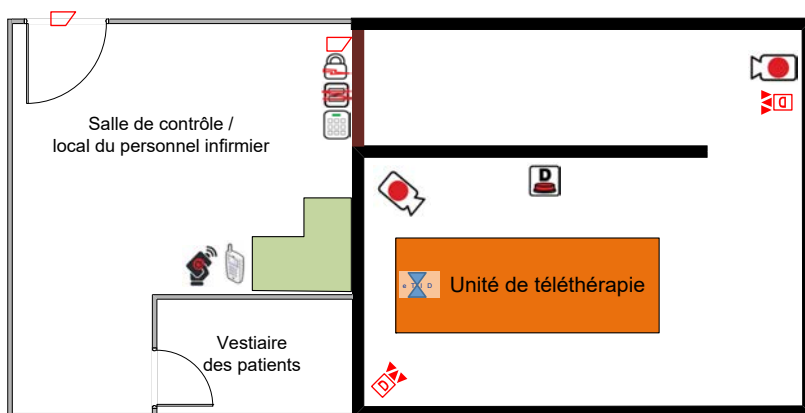 Salle de contrôle /
local du personnel infirmier
D
D
Unité de téléthérapie
e T I D
Vestiaire
des patients
D